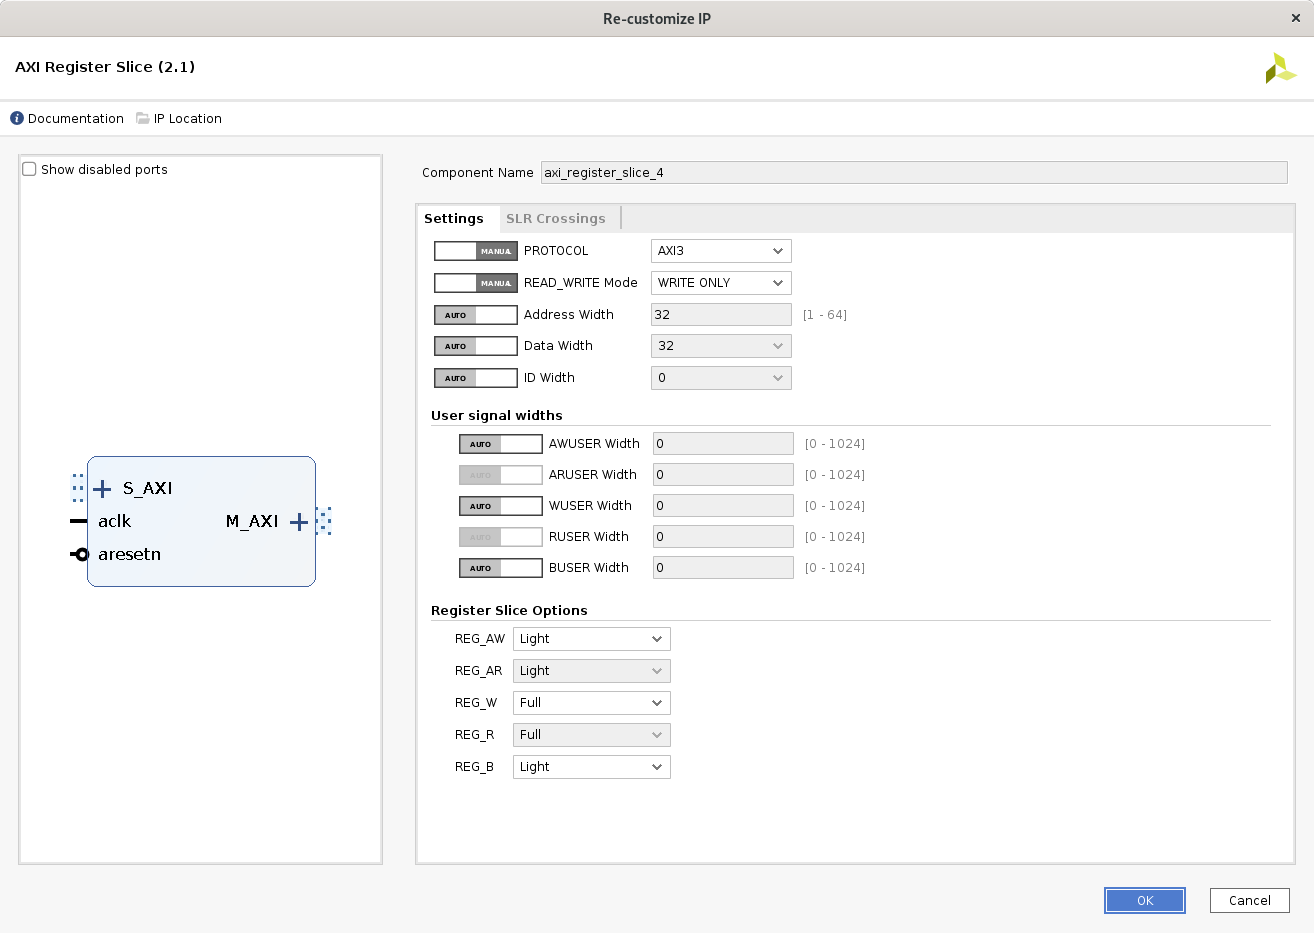 Re-customize IP
AXI Register Slice (2.1)
Documentation IP Location
Show disabled ports
S_AXI
aclk M_AXI
aresetn
Component Name axi_register_slice_4
Settings SLR Crossings
MANUAL PROTOCOL AXI3
MANUAL READ_WRITE Mode WRITE ONLY
AUTO Address Width 32 [1 - 64]
AUTO Data Width 32
AUTO ID Width 0
User signal widths
AUTO AWUSER Width 0 [0 - 1024]
AUTO ARUSER Width 0 [0 - 1024]
AUTO WUSER Width 0 [0 - 1024]
AUTO RUSER Width 0 [0 - 1024]
AUTO BUSER Width 0 [0 - 1024]
Register Slice Options
REG_AW Light
REG_AR Light
REG_W Full
REG_R Full
REG_B Light
OK Cancel